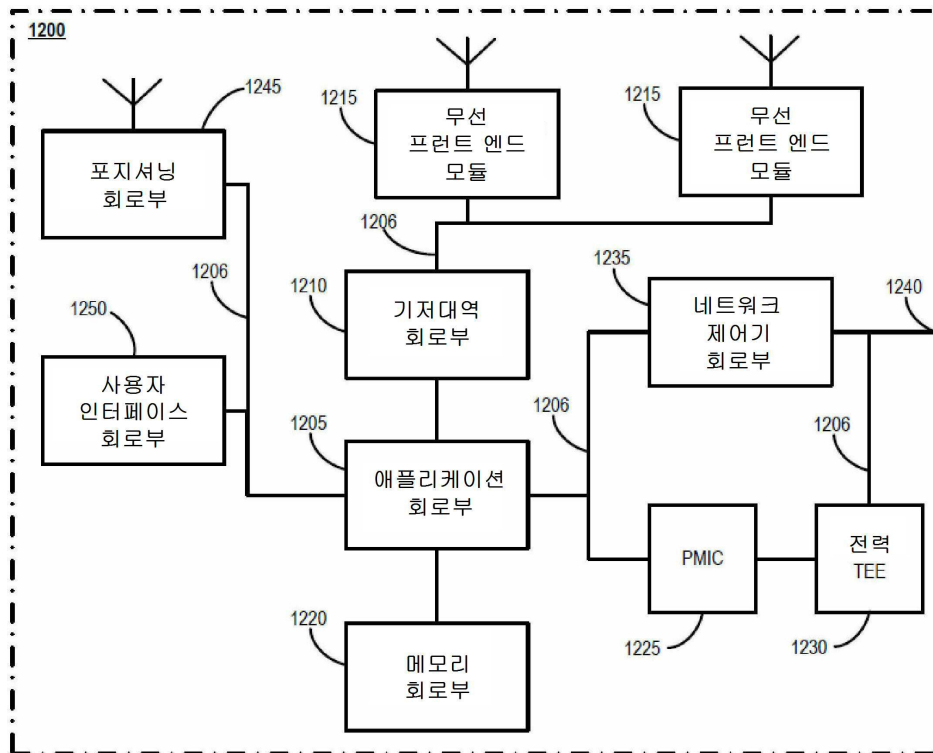 1200
1245
포지셔닝
회로부
1215
무선
프런트 엔드
모듈
1215
무선
프런트 엔드
모듈
1206
1206
1210
기저대역
회로부
1235
네트워크
제어기
회로부
1240
1250
사용자
인터페이스
회로부
1205
애플리케이션
회로부
1206
1206
PMIC
1225
전력
TEE
1230
1220
메모리
회로부